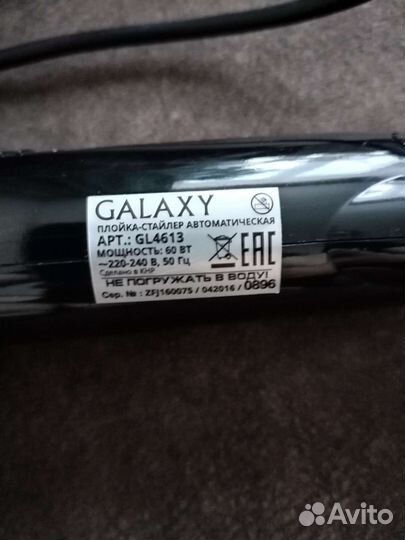 GALAXY
ПЛОЙКА-СТАЙЛЕР АВТОМАТИЧЕСКАЯ
АРТ.: GL4613
МОЩНОСТЬ: 60 ВТ
~220-240 В, 50 Гц
Сделано в КНР
EAC
НЕ ПОГРУЖАТЬ В ВОДУ!
Сер. № : ZFJ160075 / 042016 / 0896
Avito